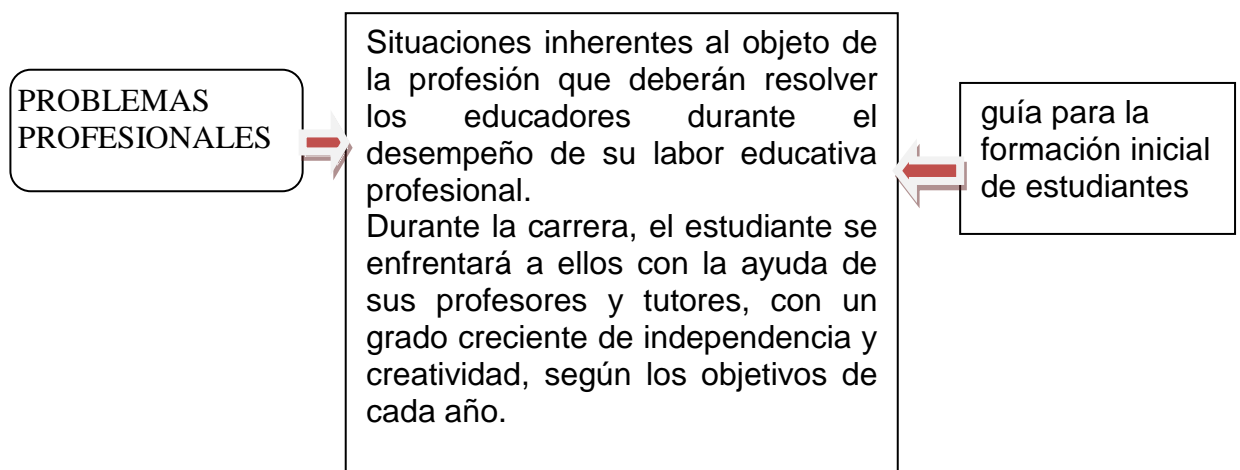 PROBLEMAS
PROFESIONALES
Situaciones inherentes al objeto de
la profesión que deberán resolver
los educadores durante el
desempeño de su labor educativa
profesional.
Durante la carrera, el estudiante se
enfrentará a ellos con la ayuda de
sus profesores y tutores, con un
grado creciente de independencia y
creatividad, según los objetivos de
cada año.
guía para la
formación inicial
de estudiantes